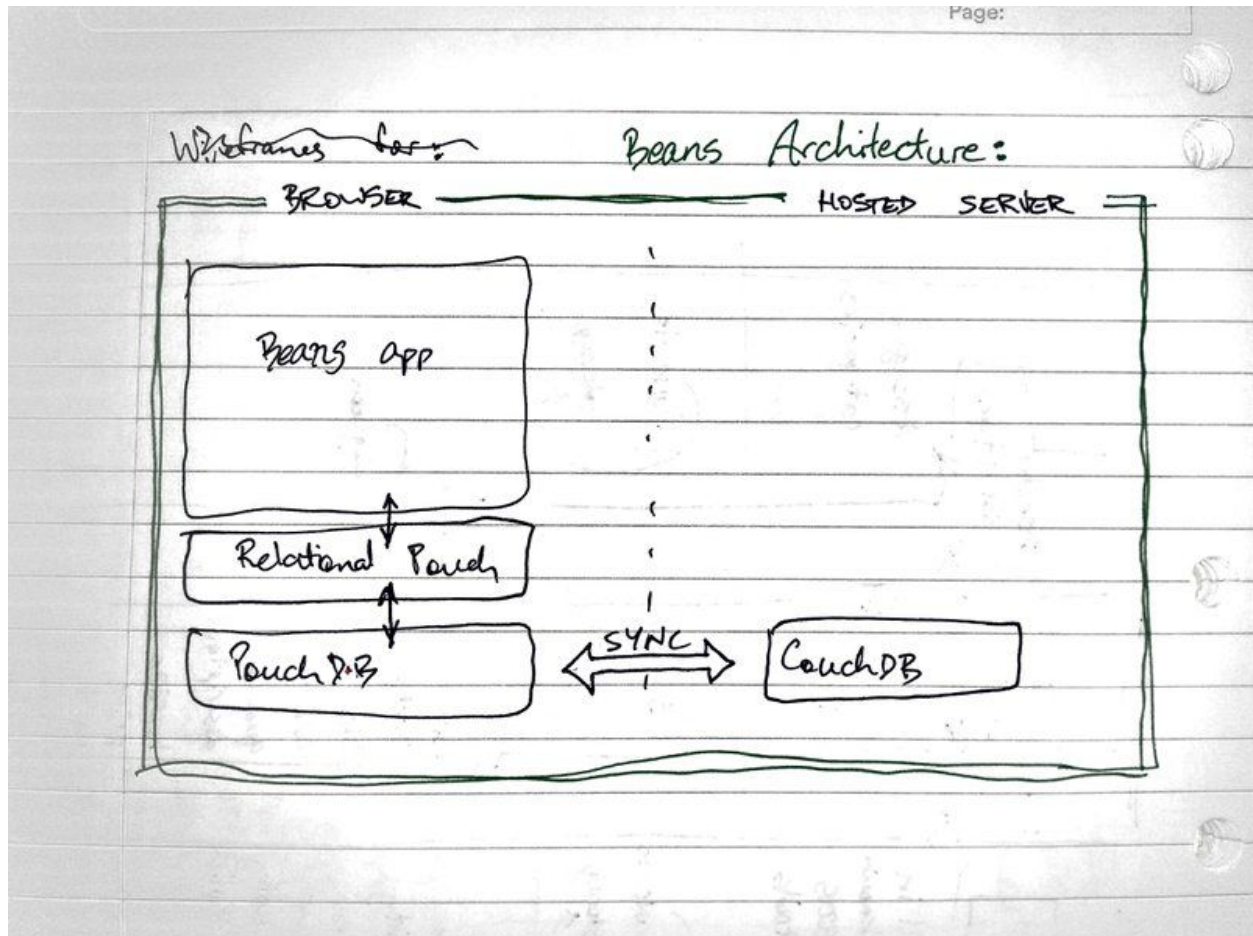 Page:
Wireframes for: Beans Architecture:
BROWSER HOSTED SERVER
Beans app
Relational Pouch
SYNC
PouchDB CouchDB